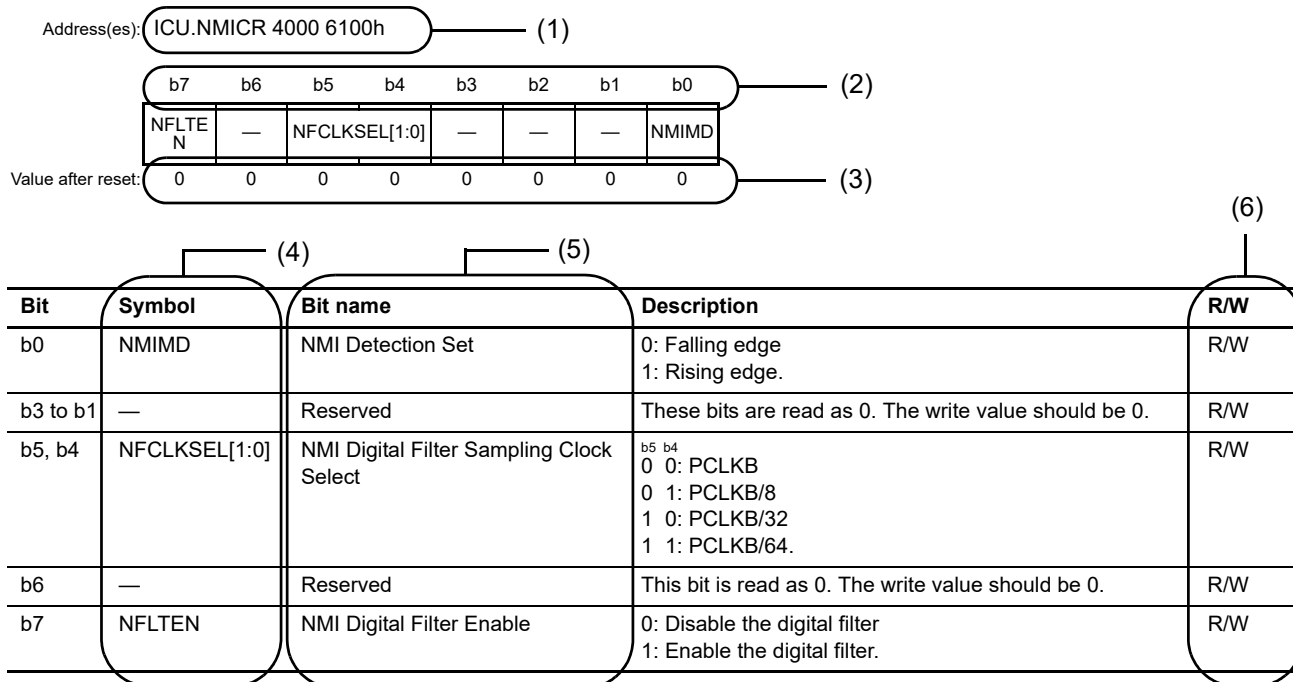 Address(es): ICU.NMICR 4000 6100h (1)
b7 b6 b5 b4 b3 b2 b1 b0 (2)
NFLTE
N — NFCLKSEL[1:0] — — — NMIMD
Value after reset: 0 0 0 0 0 0 0 0 (3)
(6)
(4) (5)
Bit Symbol Bit name Description R/W
b0 NMIMD NMI Detection Set 0: Falling edge R/W
1: Rising edge.
b3 to b1 — Reserved These bits are read as 0. The write value should be 0. R/W
b5, b4 NFCLKSEL[1:0] NMI Digital Filter Sampling Clock b5 b4 R/W
Select 0 0: PCLKB
0 1: PCLKB/8
1 0: PCLKB/32
1 1: PCLKB/64.
b6 — Reserved This bit is read as 0. The write value should be 0. R/W
b7 NFLTEN NMI Digital Filter Enable 0: Disable the digital filter R/W
1: Enable the digital filter.